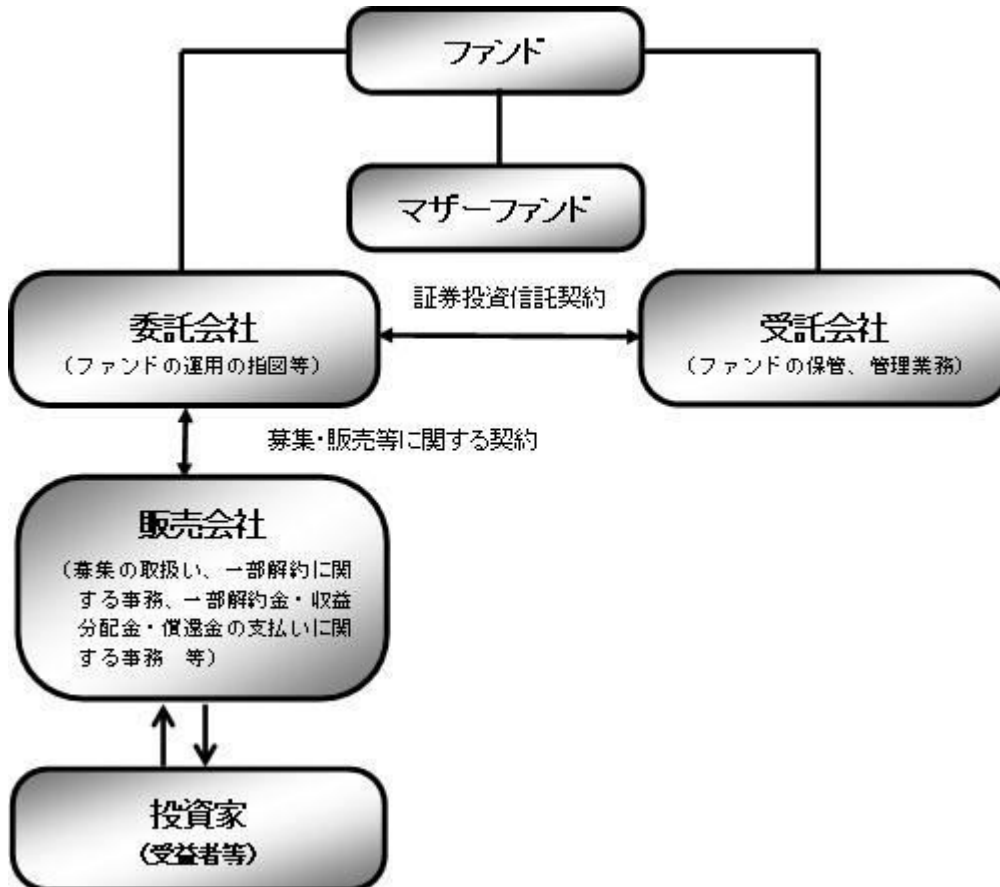 ファンド
マザーファンド
委託会社
（ファンドの運用の指図等）
証券投資信託契約
受託会社
（ファンドの保管、管理業務）
募集・販売等に関する契約
販売会社
（募集の取扱い、一部解約に関
する事務、一部解約金・収益
分配金・償還金の支払いに関
する事務　等）
投資家
（受益者等）